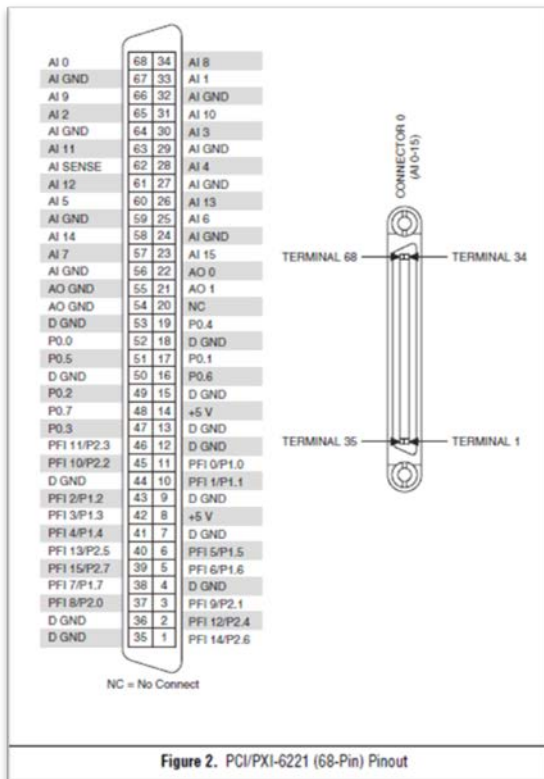 AI 0 68 34 AI 8
AI GND 67 33 AI 1
AI 9 66 32 AI GND
AI 2 65 31 AI 10
AI GND 64 30 AI 3
AI 11 63 29 AI GND
AI SENSE 62 28 AI 4
AI 12 61 27 AI GND
AI 5 60 26 AI 13
AI GND 59 25 AI 6
AI 14 58 24 AI GND
AI 7 57 23 AI 15
AI GND 56 22 AO 0
AO GND 55 21 AO 1
AO GND 54 20 NC
D GND 53 19 P0.4
P0.0 52 18 D GND
P0.5 51 17 P0.1
D GND 50 16 P0.6
P0.2 49 15 D GND
P0.7 48 14 +5 V
P0.3 47 13 D GND
PFI 11/P2.3 46 12 D GND
PFI 10/P2.2 45 11 PFI 0/P1.0
D GND 44 10 PFI 1/P1.1
PFI 2/P1.2 43 9 D GND
PFI 3/P1.3 42 8 +5 V
PFI 4/P1.4 41 7 D GND
PFI 13/P2.5 40 6 PFI 5/P1.5
PFI 15/P2.7 39 5 PFI 6/P1.6
PFI 7/P1.7 38 4 D GND
PFI 8/P2.0 37 3 PFI 9/P2.1
D GND 36 2 PFI 12/P2.4
D GND 35 1 PFI 14/P2.6
NC = No Connect
CONNECTOR 0
(AI 0-15)
TERMINAL 68 TERMINAL 34
TERMINAL 35 TERMINAL 1
Figure 2. PCI/PXI-6221 (68-Pin) Pinout